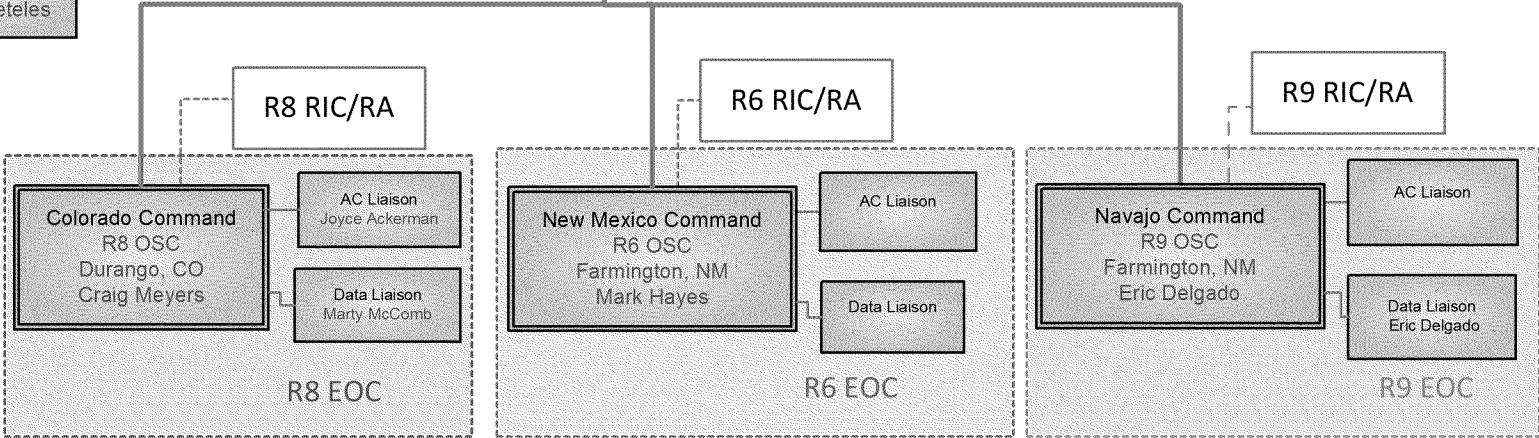 eteles
R8 RIC/RA
R6 RIC/RA
R9 RIC/RA
Colorado Command
R8 OSC
Durango, CO
Craig Meyers
AC Liaison
Joyce Ackerman
Data Liaison
Marty McComb
R8 EOC
New Mexico Command
R6 OSC
Farmington, NM
Mark Hayes
AC Liaison
Data Liaison
R6 EOC
Navajo Command
R9 OSC
Farmington, NM
Eric Delgado
AC Liaison
Data Liaison
Eric Delgado
R9 EOC